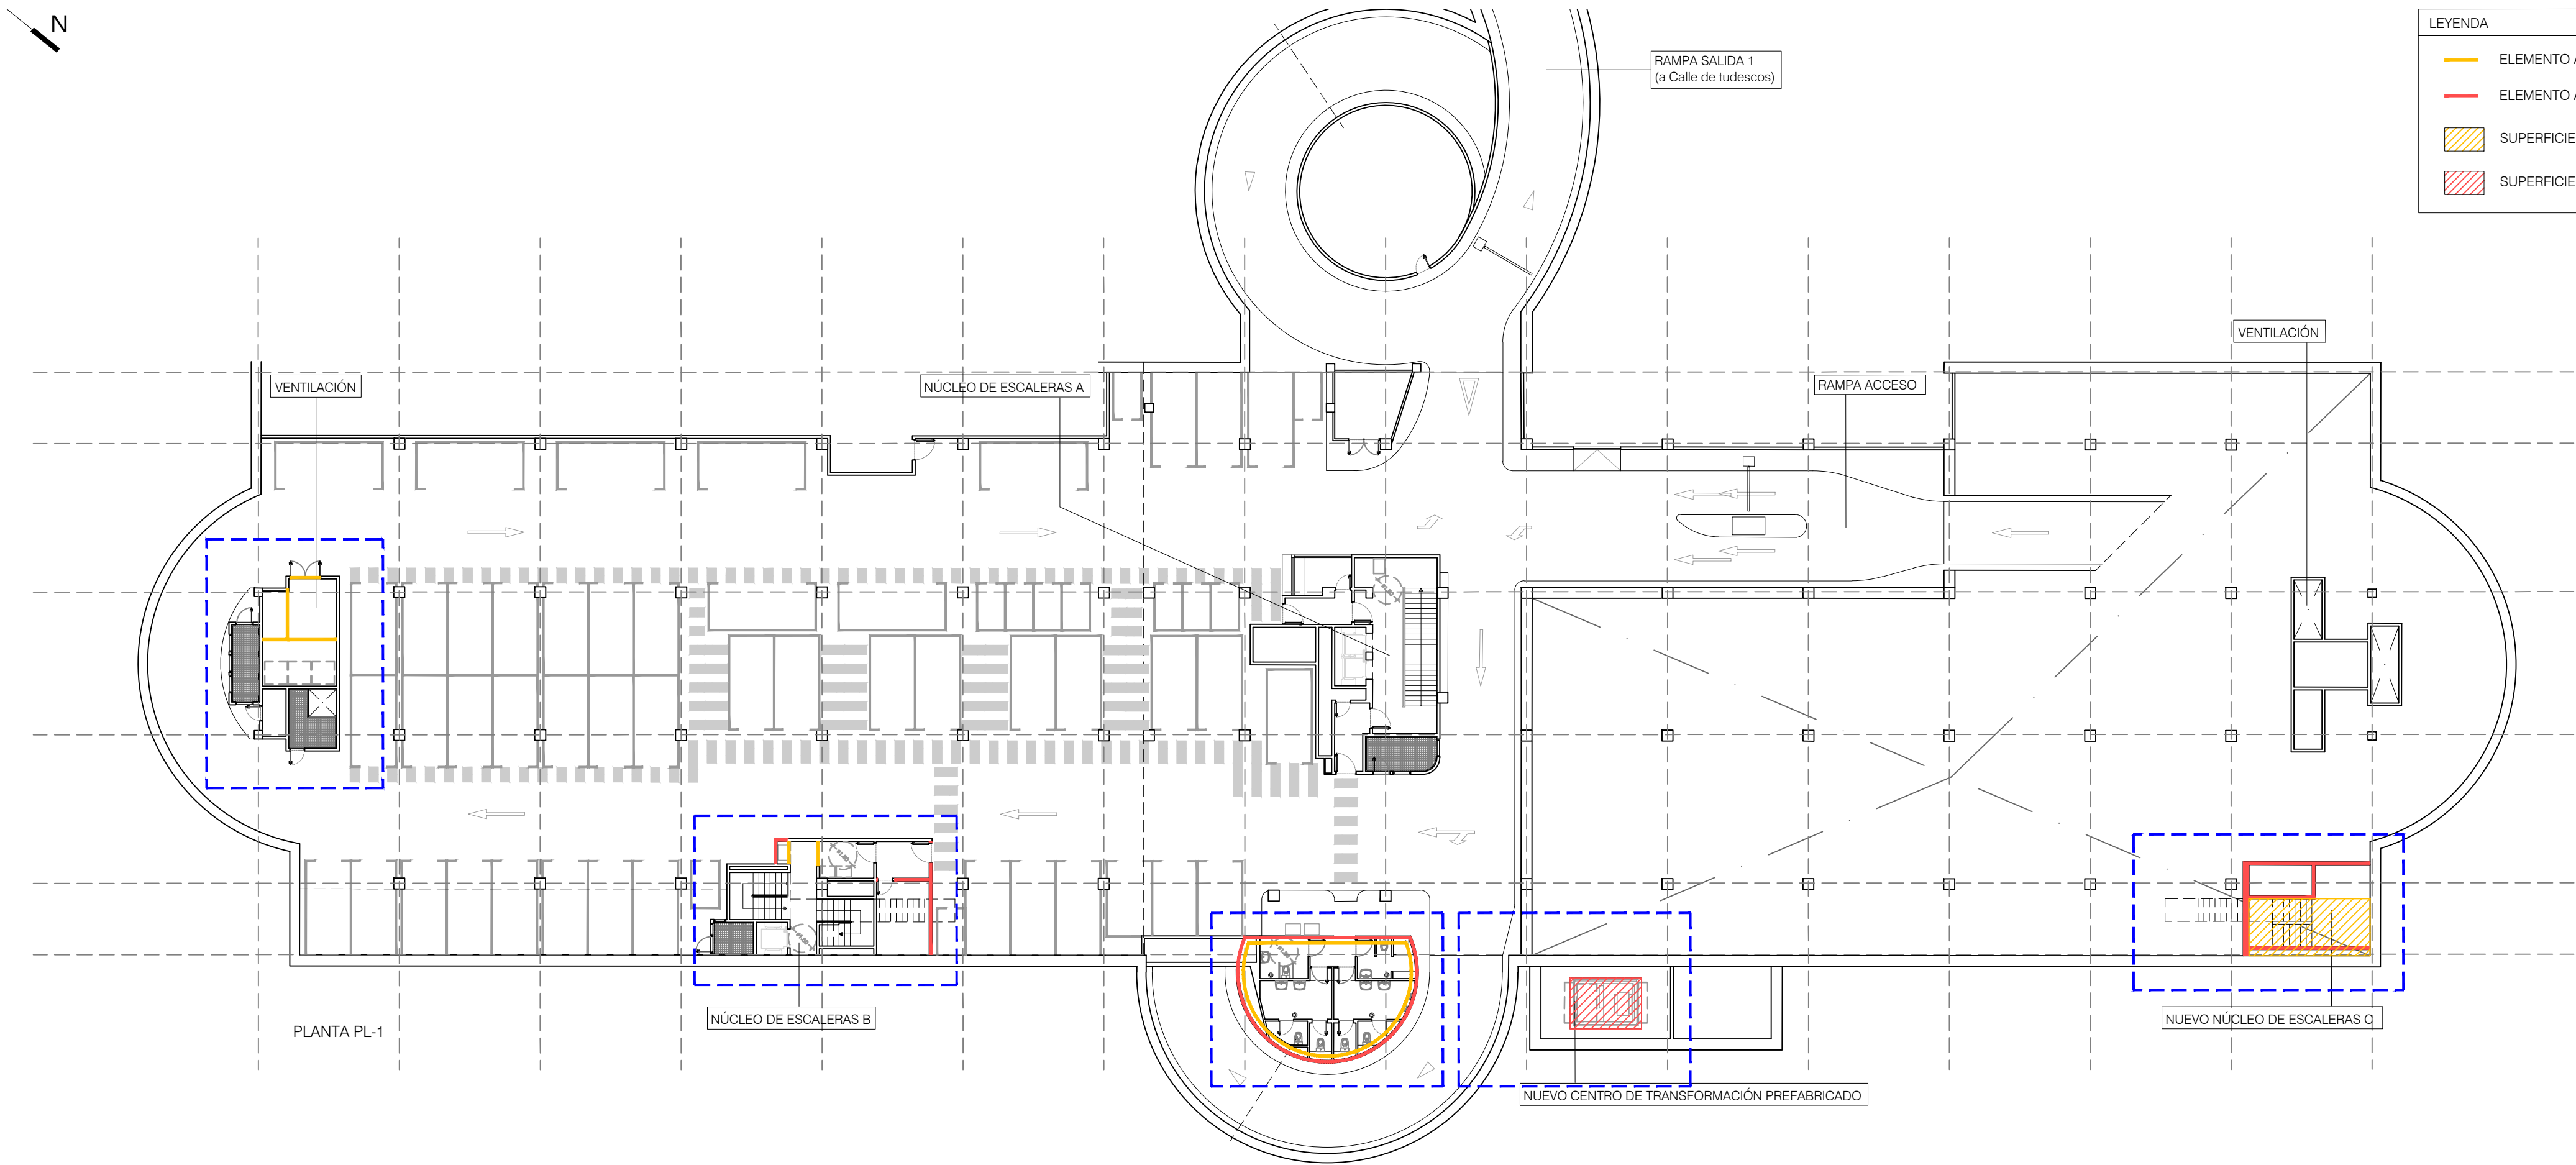 N
LEYENDA
ELEMENTO
ELEMENTO
SUPERFICIE
SUPERFICIE
RAMPA SALIDA 1
(a Calle de tudescos)
VENTILACIÓN
VENTILACIÓN
NÚCLEO DE ESCALERAS A
RAMPA ACCESO
NÚCLEO DE ESCALERAS B
NUEVO NÚCLEO DE ESCALERAS C
PLANTA PL-1
NUEVO CENTRO DE TRANSFORMACIÓN PREFABRICADO